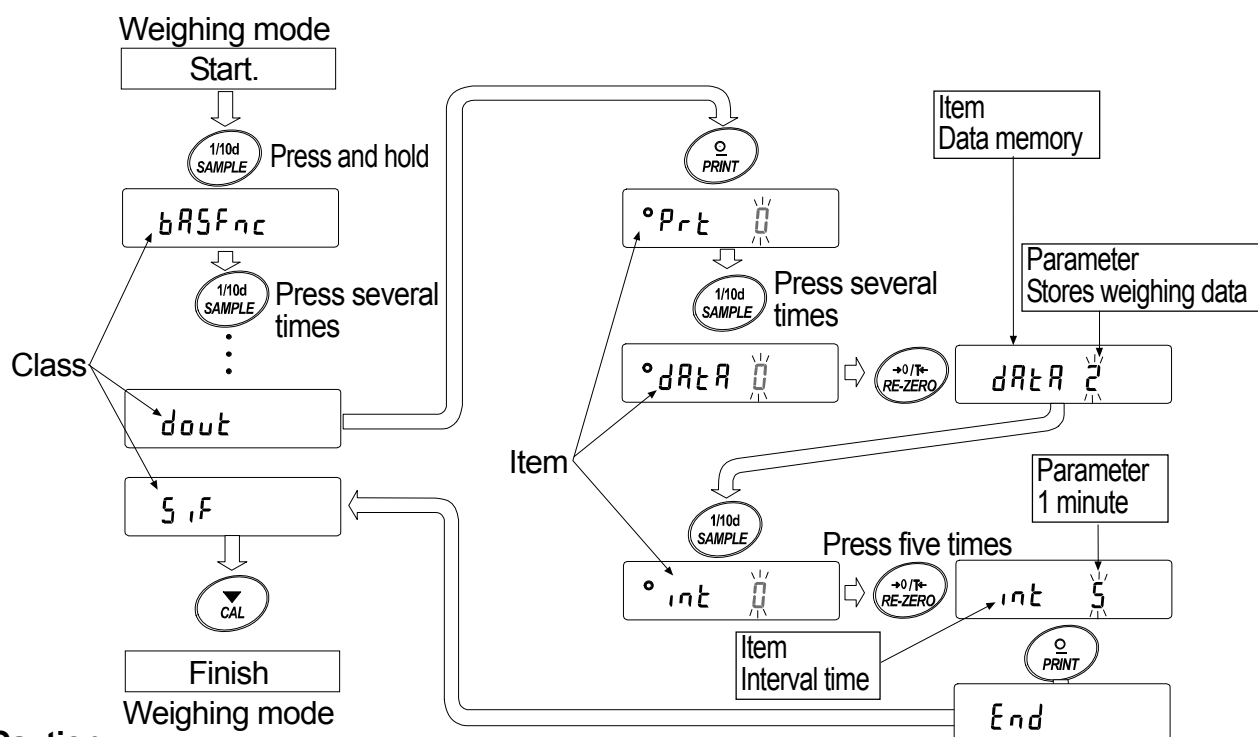 Weighing mode
Start.
1/10d
SAMPLE
Press and hold
bASFnc
1/10d
SAMPLE
Press several
times
Class
dout
SiF
CAL
Finish
Weighing mode
PRINT
Prt 0
1/10d
SAMPLE
Press several
times
dAtA 0
→0/T←
RE-ZERO
Item
Data memory
Parameter
Stores weighing data
dAtA 2
Item
1/10d
SAMPLE
Press five times
int 0
→0/T←
RE-ZERO
Parameter
1 minute
int 5
Item
Interval time
PRINT
End